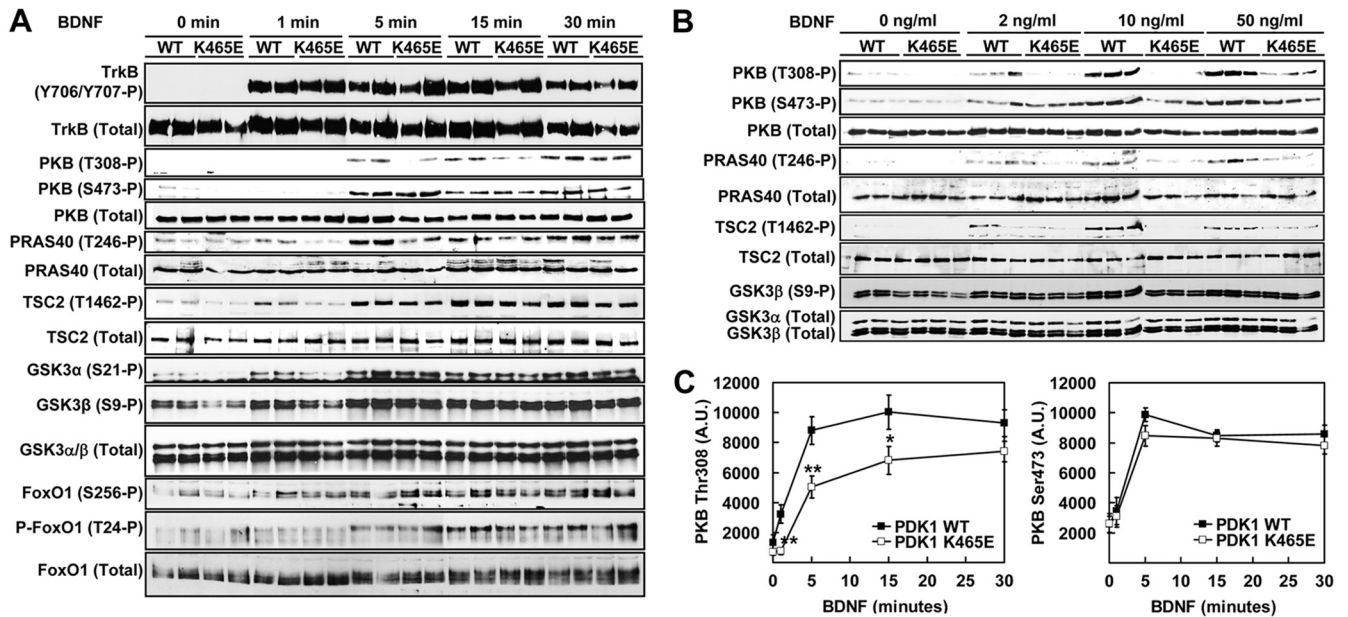 A
BDNF 0 min 1 min 5 min 15 min 30 min
WT K465E WT K465E WT K465E WT K465E WT K465E
TrkB
(Y706/Y707-P)
TrkB (Total)
PKB (T308-P)
PKB (S473-P)
PKB (Total)
PRAS40 (T246-P)
PRAS40 (Total)
TSC2 (T1462-P)
TSC2 (Total)
GSK3α (S21-P)
GSK3β (S9-P)
GSK3α/β (Total)
FoxO1 (S256-P)
P-FoxO1 (T24-P)
FoxO1 (Total)
B
BDNF 0 ng/ml 2 ng/ml 10 ng/ml 50 ng/ml
WT K465E WT K465E WT K465E WT K465E
PKB (T308-P)
PKB (S473-P)
PKB (Total)
PRAS40 (T246-P)
PRAS40 (Total)
TSC2 (T1462-P)
TSC2 (Total)
GSK3β (S9-P)
GSK3α (Total)
GSK3β (Total)
C
PKB Thr308 (A.U.)
12000
10000
8000
6000
4000
2000
**
**
*
PDK1 WT
PDK1 K465E
0 5 10 15 20 25 30
BDNF (minutes)
PKB Ser473 (A.U.)
12000
10000
8000
6000
4000
2000
PDK1 WT
PDK1 K465E
0 5 10 15 20 25 30
BDNF (minutes)